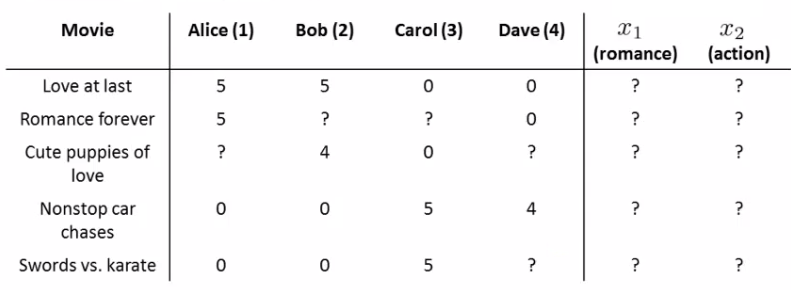 Movie Alice (1) Bob (2) Carol (3) Dave (4) x₁ x₂
(romance) (action)
Love at last 5 5 0 0 ? ?
Romance forever 5 ? ? 0 ? ?
Cute puppies of ? 4 0 ? ? ?
love
Nonstop car 0 0 5 4 ? ?
chases
Swords vs. karate 0 0 5 ? ? ?